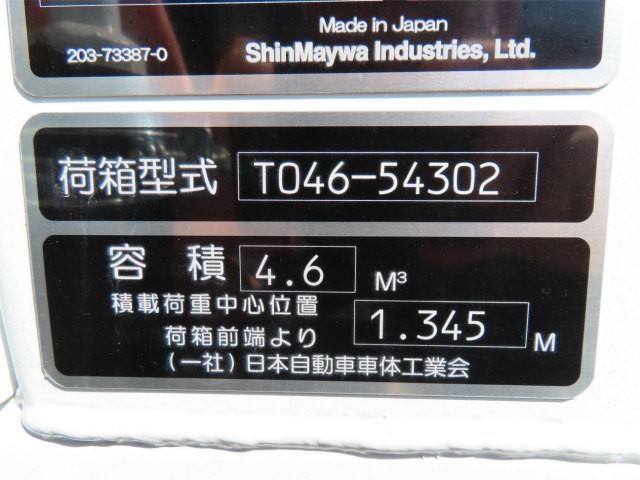 Made in Japan
203-73387-0 ShinMaywa Industries, Ltd.
荷箱型式 T046-54302
容積 4.6 M³
積載荷重中心位置
荷箱前端より 1.345 M
(一社)日本自動車車体工業会